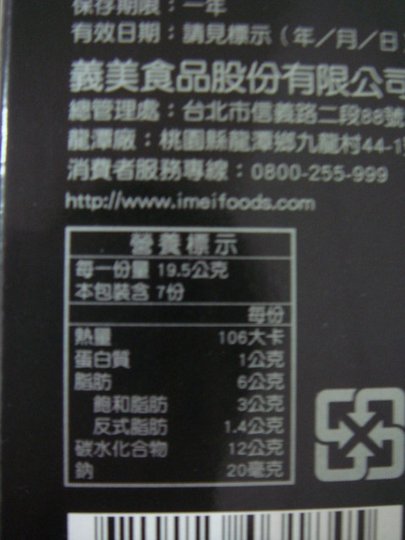 保存期限：一年
有效日期：請見標示（年／月／日
義美食品股份有限公司
總管理處：台北市信義路二段88號
龍潭廠：桃園縣龍潭鄉九龍村44-1
消費者服務專線：0800-255-999
http://www.imeifoods.com
營養標示
每一份量 19.5公克
本包裝含 7份
每份
熱量 106大卡
蛋白質 1公克
脂肪 6公克
飽和脂肪 3公克
反式脂肪 1.4公克
碳水化合物 12公克
鈉 20毫克